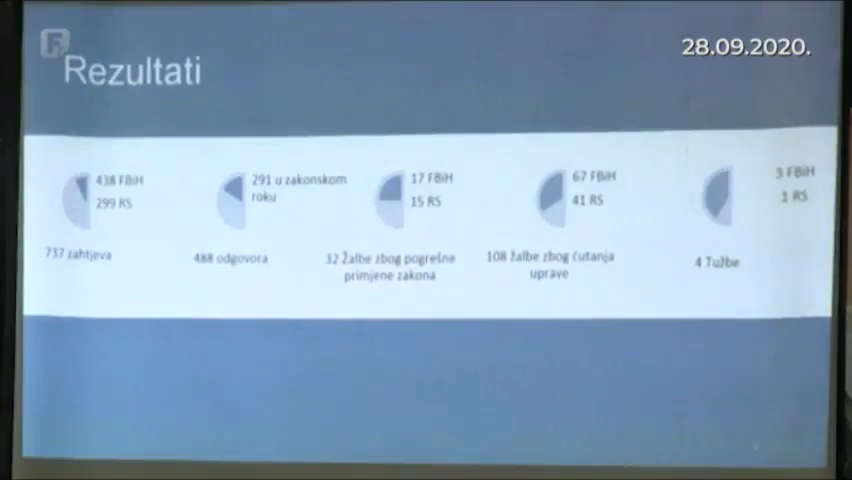 F
28.09.2020.
Rezultati
438 FBiH
299 RS
737 zahtjeva
291 u zakonskom
roku
488 odgovora
17 FBiH
15 RS
32 Žalbe zbog pogrešne
primjene zakona
67 FBiH
41 RS
108 žalbe zbog ćutanja
uprave
3 FBiH
1 RS
4 Tužbe